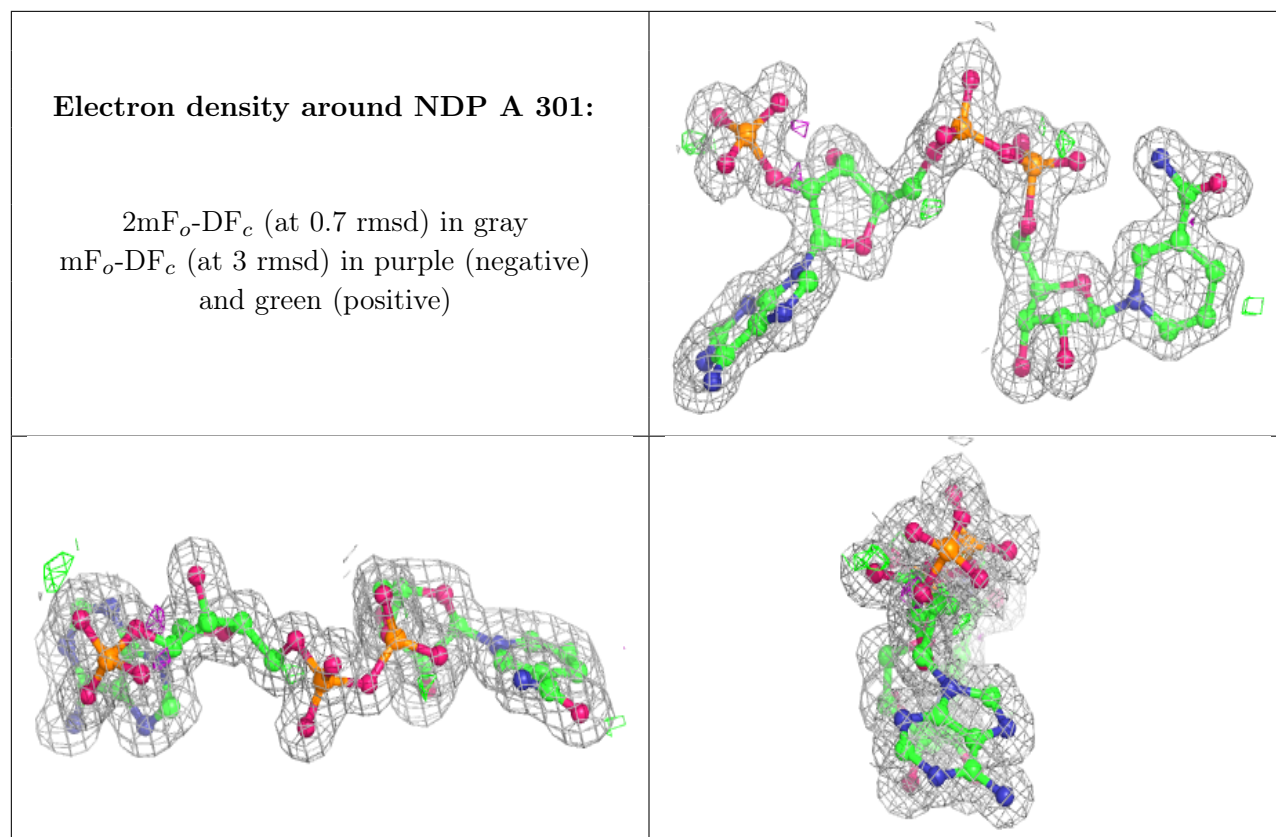 Electron density around NDP A 301:
2mFo-DFc (at 0.7 rmsd) in gray
mFo-DFc (at 3 rmsd) in purple (negative)
and green (positive)